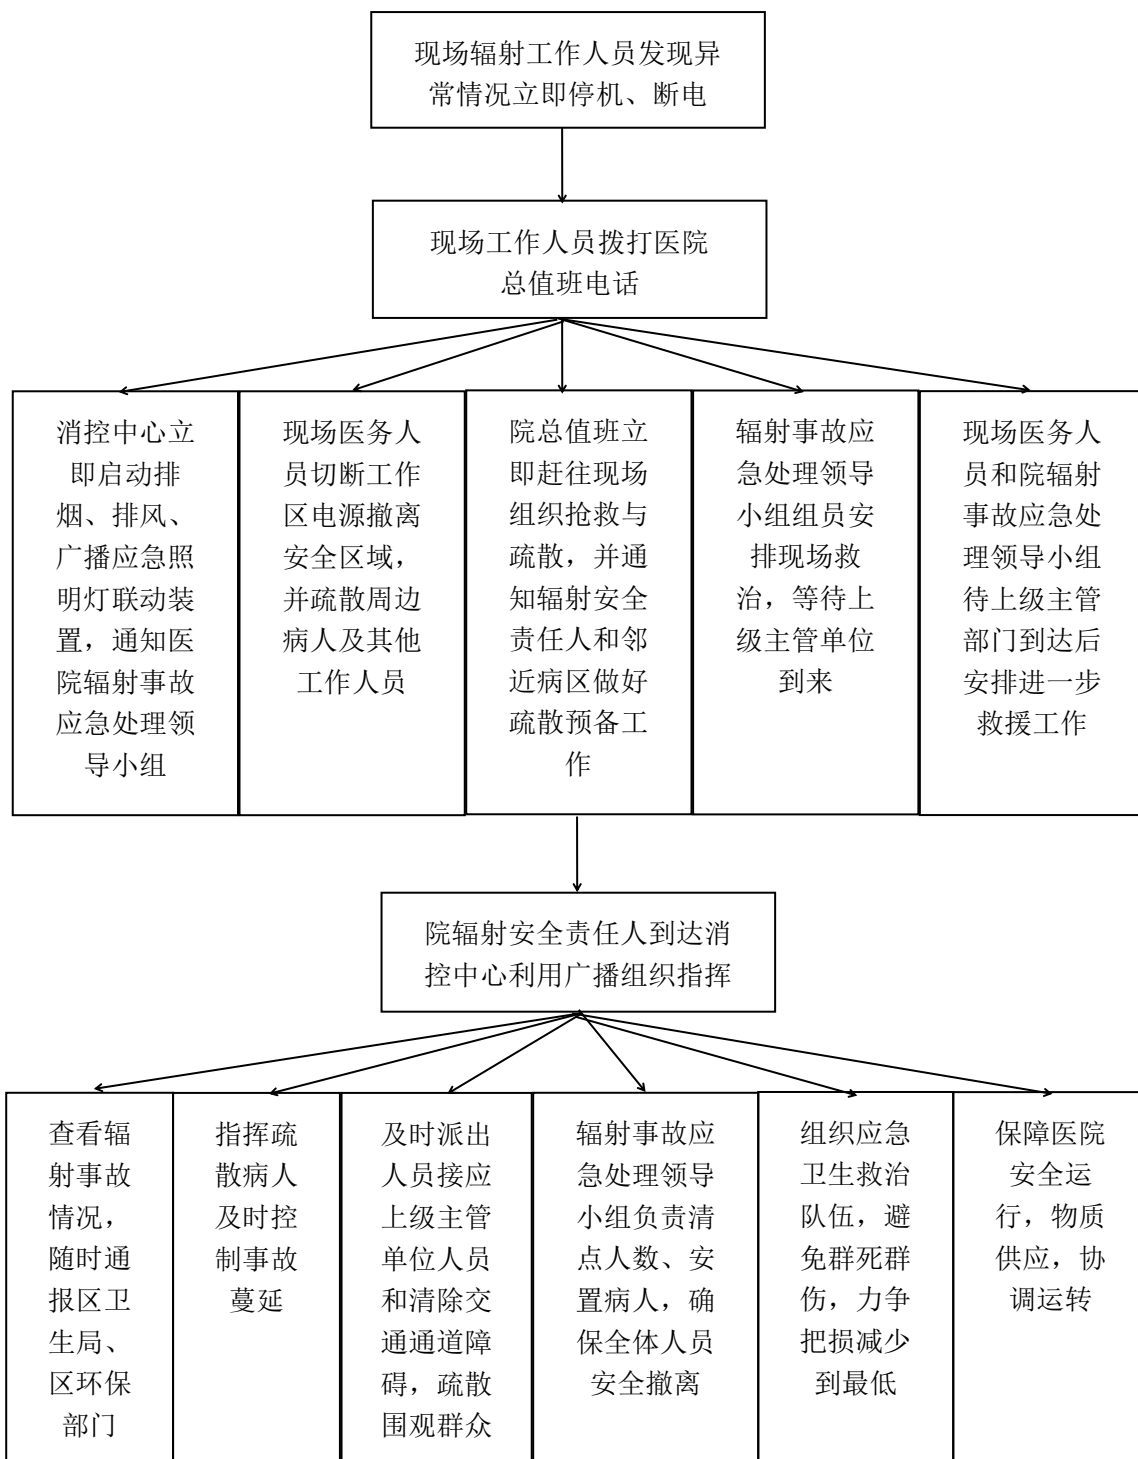 现场辐射工作人员发现异
常情况立即停机、断电
现场工作人员拨打医院
总值班电话
消控中心立
即启动排
烟、排风、
广播应急照
明灯联动装
置，通知医
院辐射事故
应急处理领
导小组
现场医务人
员切断工作
区电源撤离
安全区域，
并疏散周边
病人及其他
工作人员
院总值班立
即赶往现场
组织抢救与
疏散，并通
知辐射安全
责任人和邻
近病区做好
疏散预备工
作
辐射事故应
急处理领导
小组组员安
排现场救
治，等待上
级主管单位
到来
现场医务人
员和院辐射
事故应急处
理领导小组
待上级主管
部门到达后
安排进一步
救援工作
院辐射安全责任人到达消
控中心利用广播组织指挥
查看辐
射事故
情况，
随时通
报区卫
生局、
区环保
部门
指挥疏
散病人
及时控
制事故
蔓延
及时派出
人员接应
上级主管
单位人员
和清除交
通通道障
碍，疏散
围观群众
辐射事故应
急处理领导
小组负责清
点人数、安
置病人，确
保全体人员
安全撤离
组织应急
卫生救治
队伍，避
免群死群
伤，力争
把损减少
到最低
保障医院
安全运
行，物质
供应，协
调运转